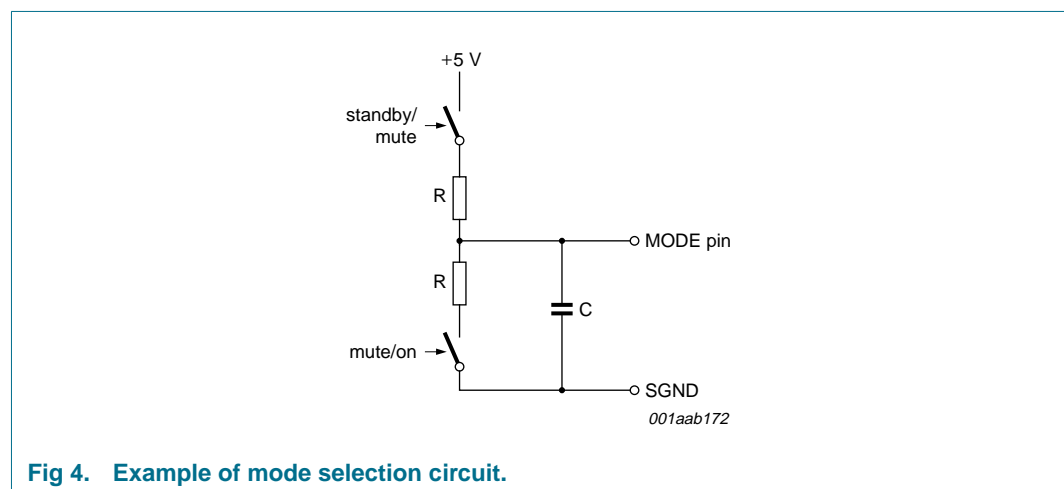 +5 V
standby/
mute
R
MODE pin
R
C
mute/on
SGND
001aab172
Fig 4. Example of mode selection circuit.